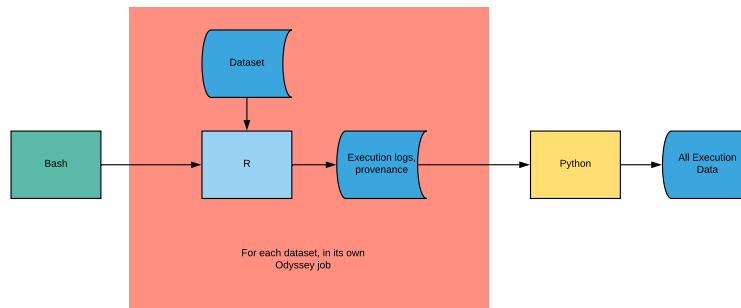 Dataset
Bash
R
Execution logs,
provenance
Python
All Execution
Data
For each dataset, in its own
Odyssey job